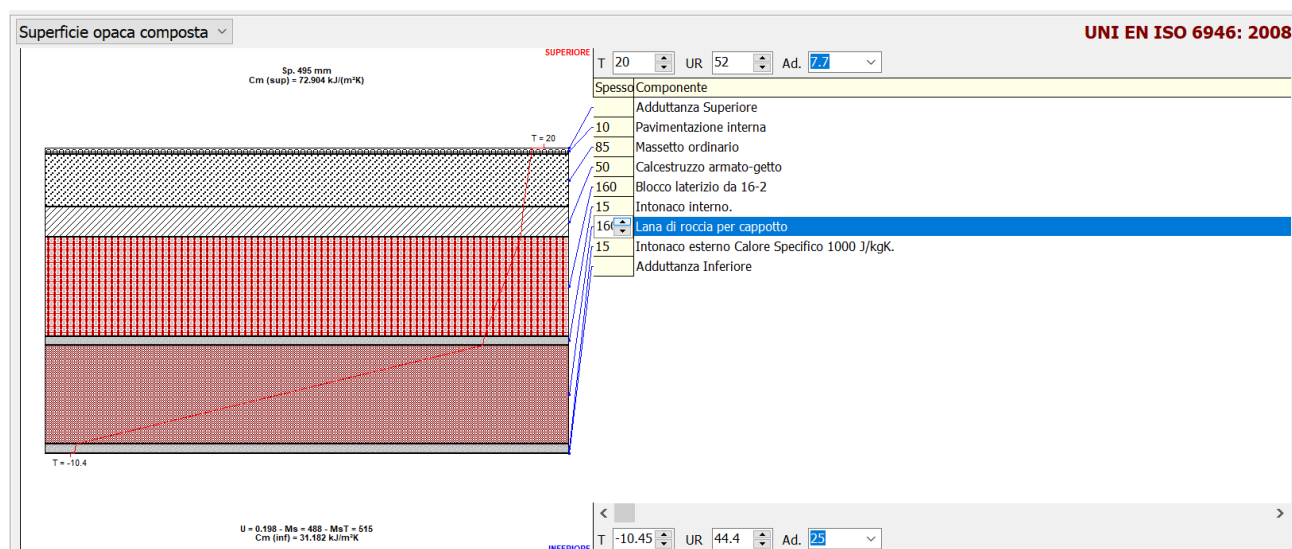 Superficie opaca composta
UNI EN ISO 6946: 2008
SUPERIORE
Sp. 495 mm
Cm (sup) = 72.904 kJ/(m²K)
T = 20
T = -10.4
U = 0.198 - Ms = 488 - MsT = 515
Cm (inf) = 31.182 kJ/m²K
INFERIORE
T 20 UR 52 Ad. 7.7
Spesso Componente
Adduttanza Superiore
10 Pavimentazione interna
85 Massetto ordinario
50 Calcestruzzo armato-getto
160 Blocco laterizio da 16-2
15 Intonaco interno.
160 Lana di roccia per cappotto
15 Intonaco esterno Calore Specifico 1000 J/kgK.
Adduttanza Inferiore
T -10.45 UR 44.4 Ad. 25